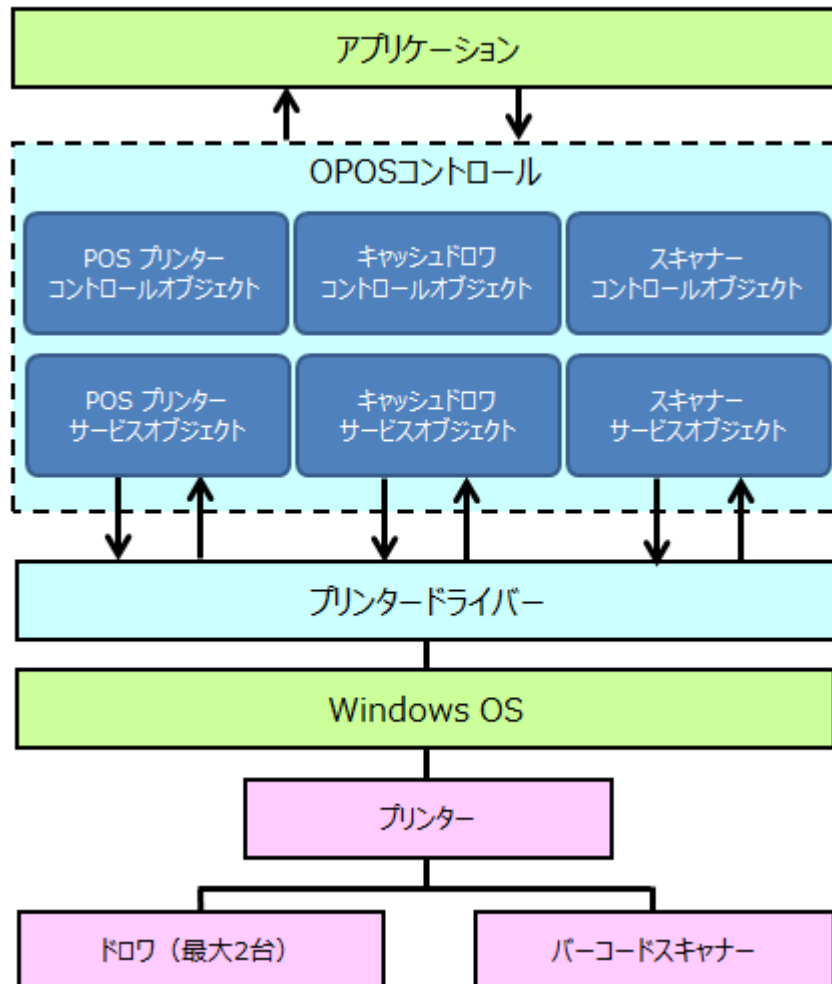 アプリケーション
OPOSコントロール
POS プリンター
コントロールオブジェクト
キャッシュドロワ
コントロールオブジェクト
スキャナー
コントロールオブジェクト
POS プリンター
サービスオブジェクト
キャッシュドロワ
サービスオブジェクト
スキャナー
サービスオブジェクト
プリンタードライバー
Windows OS
プリンター
ドロワ（最大2台）
バーコードスキャナー